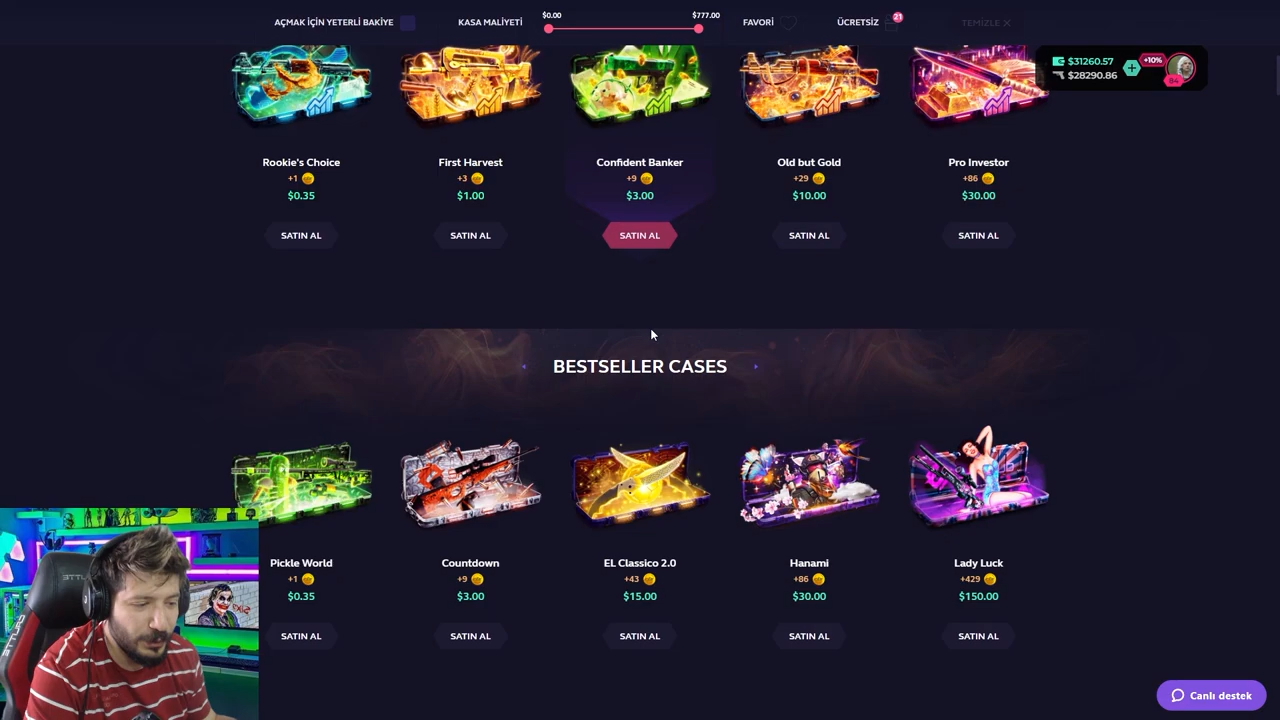 AÇMAK İÇİN YETERLİ BAKİYE
KASA MALİYETİ
$0.00
$777.00
FAVORİ
ÜCRETSİZ
21
TEMİZLE ✕
$31260.57
$28290.86
+10%
Rookie's Choice
First Harvest
Confident Banker
Old but Gold
Pro Investor
+1
+3
+9
+29
+86
$0.35
$1.00
$3.00
$10.00
$30.00
SATIN AL
SATIN AL
SATIN AL
SATIN AL
SATIN AL
BESTSELLER CASES
Pickle World
Countdown
EL Classico 2.0
Hanami
Lady Luck
+1
+9
+43
+86
+429
$0.35
$3.00
$15.00
$30.00
$150.00
SATIN AL
SATIN AL
SATIN AL
SATIN AL
SATIN AL
Canlı destek